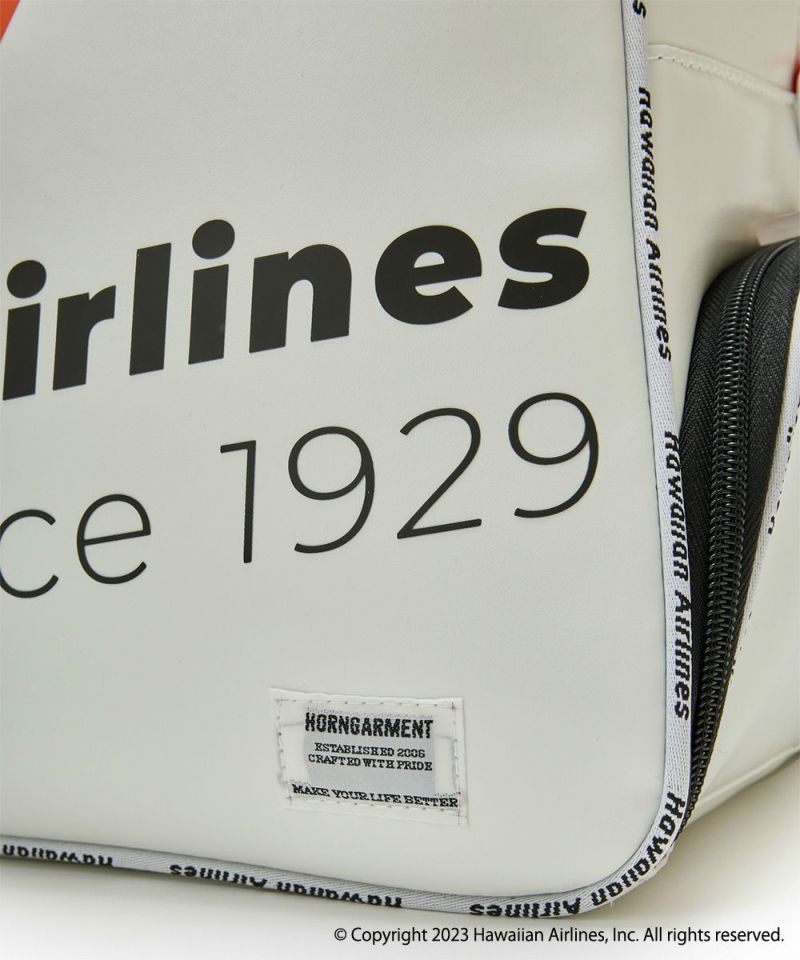 irlines
ce 1929
HORNGARMENT
ESTABLISHED 2006
CRAFTED WITH PRIDE
MAKE YOUR LIFE BETTER
Hawaiian Airlines
Hawaiian Airlines
Hawaiian Airlines
Hawaiian
Hawaiian Airlines
© Copyright 2023 Hawaiian Airlines, Inc. All rights reserved.